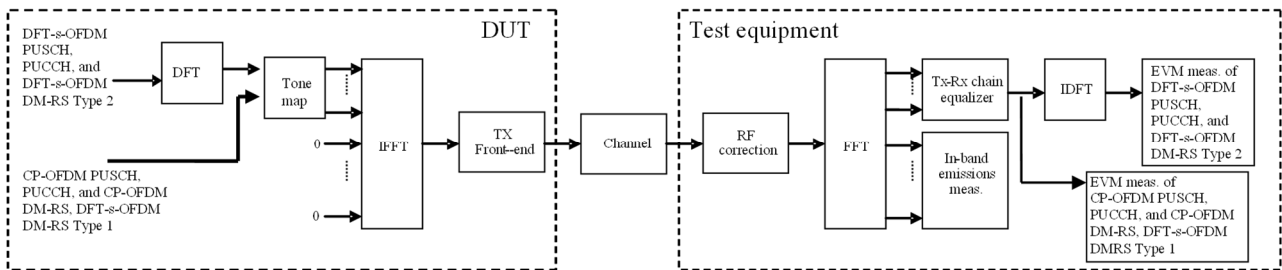 DUT
Test equipment
DFT-s-OFDM
PUSCH,
PUCCH, and
DFT-s-OFDM
DM-RS Type 2
DFT
Tone
map
IFFT
0
0
TX
Front--end
Channel
RF
correction
FFT
Tx-Rx chain
equalizer
IDFT
EVM meas. of
DFT-s-OFDM
PUSCH,
PUCCH, and
DFT-s-OFDM
DM-RS Type 2
In-band
emissions
meas.
CP-OFDM PUSCH,
PUCCH, and CP-OFDM
DM-RS, DFT-s-OFDM
DM-RS Type 1
EVM meas. of
CP-OFDM PUSCH,
PUCCH, and CP-OFDM
DM-RS, DFT-s-OFDM
DMRS Type 1